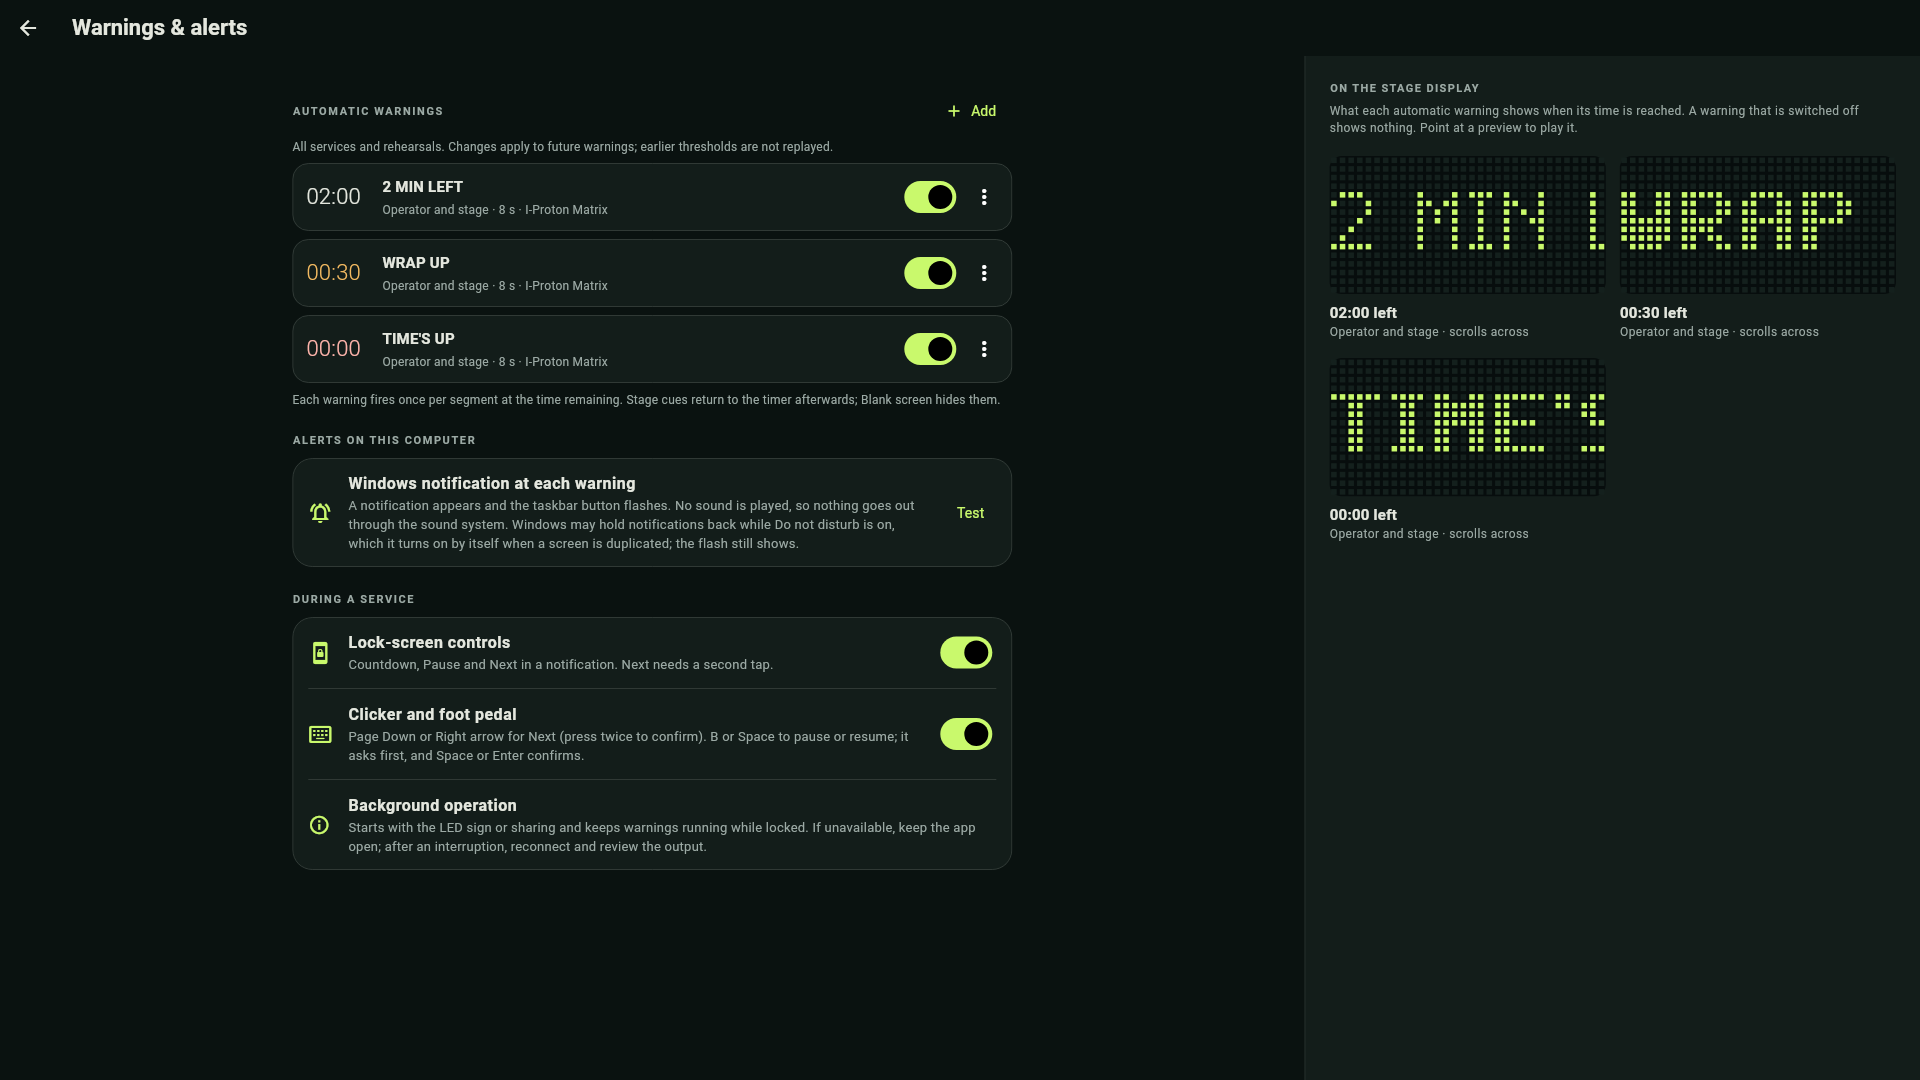 Warnings & alerts
AUTOMATIC WARNINGS
Add
All services and rehearsals. Changes apply to future warnings; earlier thresholds are not replayed.
02:00
2 MIN LEFT
Operator and stage · 8 s · I-Proton Matrix
00:30
WRAP UP
Operator and stage · 8 s · I-Proton Matrix
00:00
TIME'S UP
Operator and stage · 8 s · I-Proton Matrix
Each warning fires once per segment at the time remaining. Stage cues return to the timer afterwards; Blank screen hides them.
ALERTS ON THIS COMPUTER
Windows notification at each warning
A notification appears and the taskbar button flashes. No sound is played, so nothing goes out
through the sound system. Windows may hold notifications back while Do not disturb is on,
which it turns on by itself when a screen is duplicated; the flash still shows.
Test
DURING A SERVICE
Lock-screen controls
Countdown, Pause and Next in a notification. Next needs a second tap.
Clicker and foot pedal
Page Down or Right arrow for Next (press twice to confirm). B or Space to pause or resume; it
asks first, and Space or Enter confirms.
Background operation
Starts with the LED sign or sharing and keeps warnings running while locked. If unavailable, keep the app
open; after an interruption, reconnect and review the output.
ON THE STAGE DISPLAY
What each automatic warning shows when its time is reached. A warning that is switched off
shows nothing. Point at a preview to play it.
2 MIN L
WRAP
02:00 left
Operator and stage · scrolls across
00:30 left
Operator and stage · scrolls across
TIME'S
00:00 left
Operator and stage · scrolls across